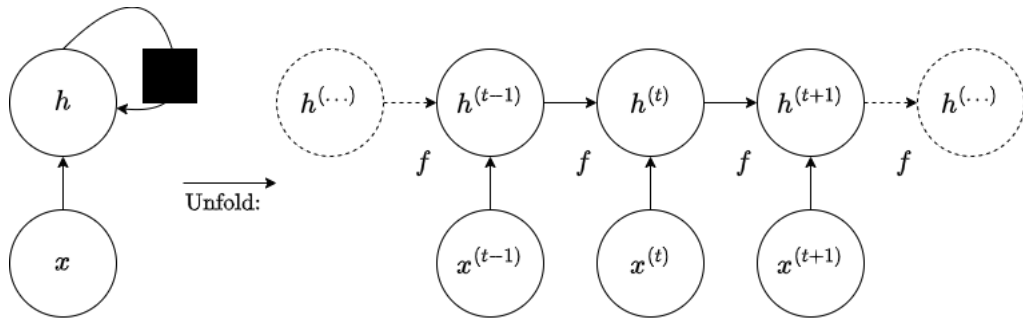 h h^{(...)} h^{(t-1)} h^{(t)} h^{(t+1)} h^{(...)}
f f f f
Unfold:
x x^{(t-1)} x^{(t)} x^{(t+1)}